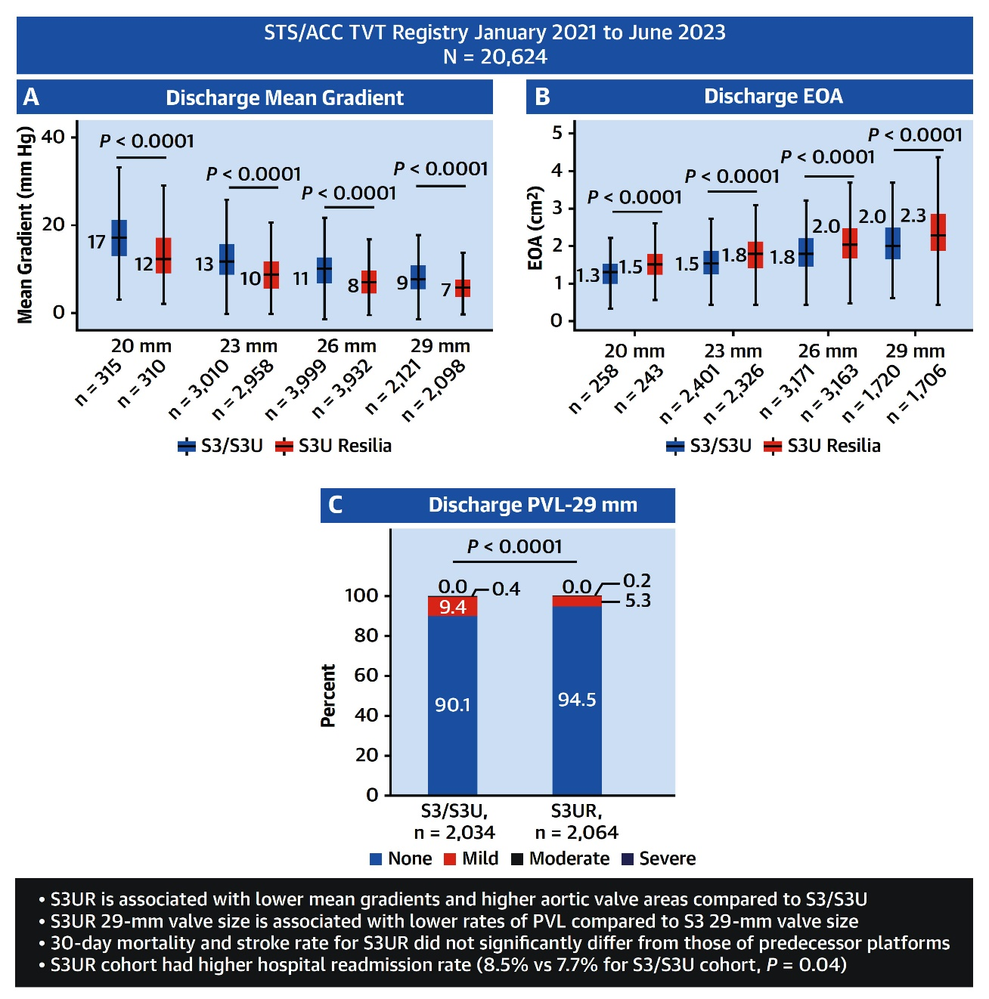 STS/ACC TVT Registry January 2021 to June 2023
N = 20,624
A
Discharge Mean Gradient
Mean Gradient (mm Hg)
40
20
0
P < 0.0001
P < 0.0001
P < 0.0001
P < 0.0001
17
12
13
10
11
8
9
7
20 mm
23 mm
26 mm
29 mm
n = 315
n = 310
n = 3,010
n = 2,958
n = 3,999
n = 3,932
n = 2,121
n = 2,098
S3/S3U
S3U Resilia
B
Discharge EOA
EOA (cm²)
5
4
3
2
1
0
P < 0.0001
P < 0.0001
P < 0.0001
P < 0.0001
1.3
1.5
1.5
1.8
1.8
2.0
2.0
2.3
20 mm
23 mm
26 mm
29 mm
n = 258
n = 243
n = 2,401
n = 2,326
n = 3,171
n = 3,163
n = 1,720
n = 1,706
S3/S3U
S3U Resilia
C
Discharge PVL-29 mm
Percent
100
80
60
40
20
0
P < 0.0001
0.0
0.4
9.4
90.1
0.0
0.2
5.3
94.5
S3/S3U,
n = 2,034
S3UR,
n = 2,064
None
Mild
Moderate
Severe
• S3UR is associated with lower mean gradients and higher aortic valve areas compared to S3/S3U
• S3UR 29-mm valve size is associated with lower rates of PVL compared to S3 29-mm valve size
• 30-day mortality and stroke rate for S3UR did not significantly differ from those of predecessor platforms
• S3UR cohort had higher hospital readmission rate (8.5% vs 7.7% for S3/S3U cohort, P = 0.04)